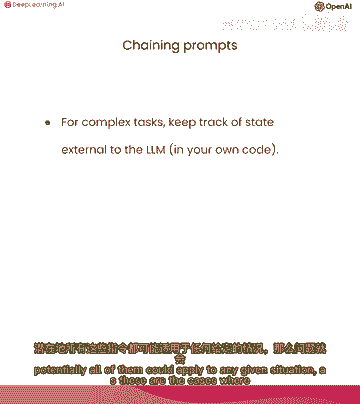 DeepLearning.AI
OpenAI
Chaining prompts
• For complex tasks, keep track of state
external to the LLM (in your own code).
潜在地所有这些指令都可能适用于任何给定的情况，那么问题就
会
potentially all of them could apply to any given situation, a
s these are the cases where